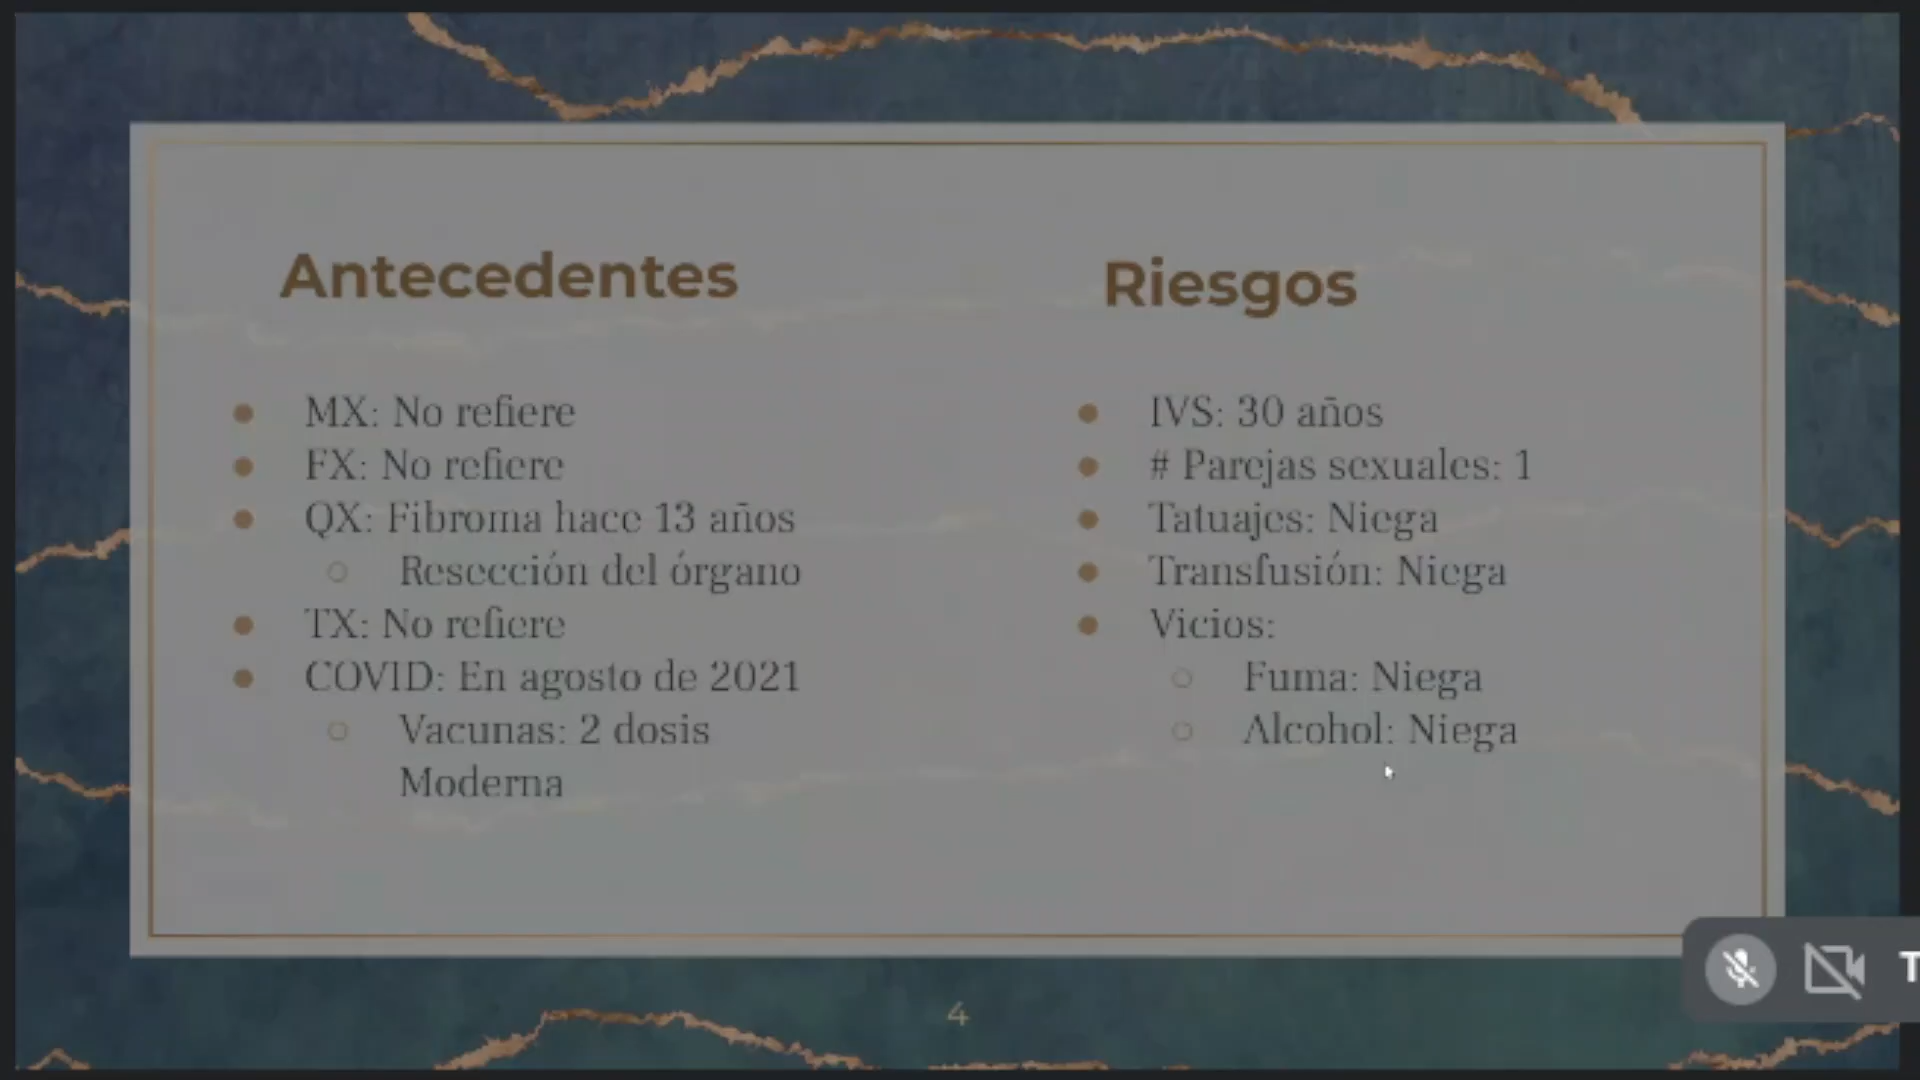 Antecedentes
MX: No refiere
FX: No refiere
QX: Fibroma hace 13 años
Resección del órgano
TX: No refiere
COVID: En agosto de 2021
Vacunas: 2 dosis
Moderna
Riesgos
IVS: 30 años
# Parejas sexuales: 1
Tatuajes: Niega
Transfusión: Niega
Vicios:
Fuma: Niega
Alcohol: Niega
4
T